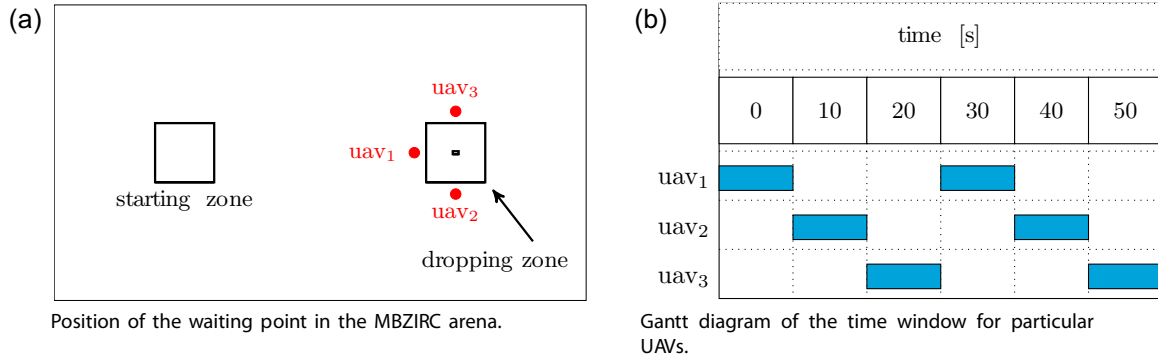 (a)
uav3
uav1
uav2
starting zone
dropping zone
Position of the waiting point in the MBZIRC arena.
(b)
time [s]
0 10 20 30 40 50
uav1
uav2
uav3
Gantt diagram of the time window for particular
UAVs.